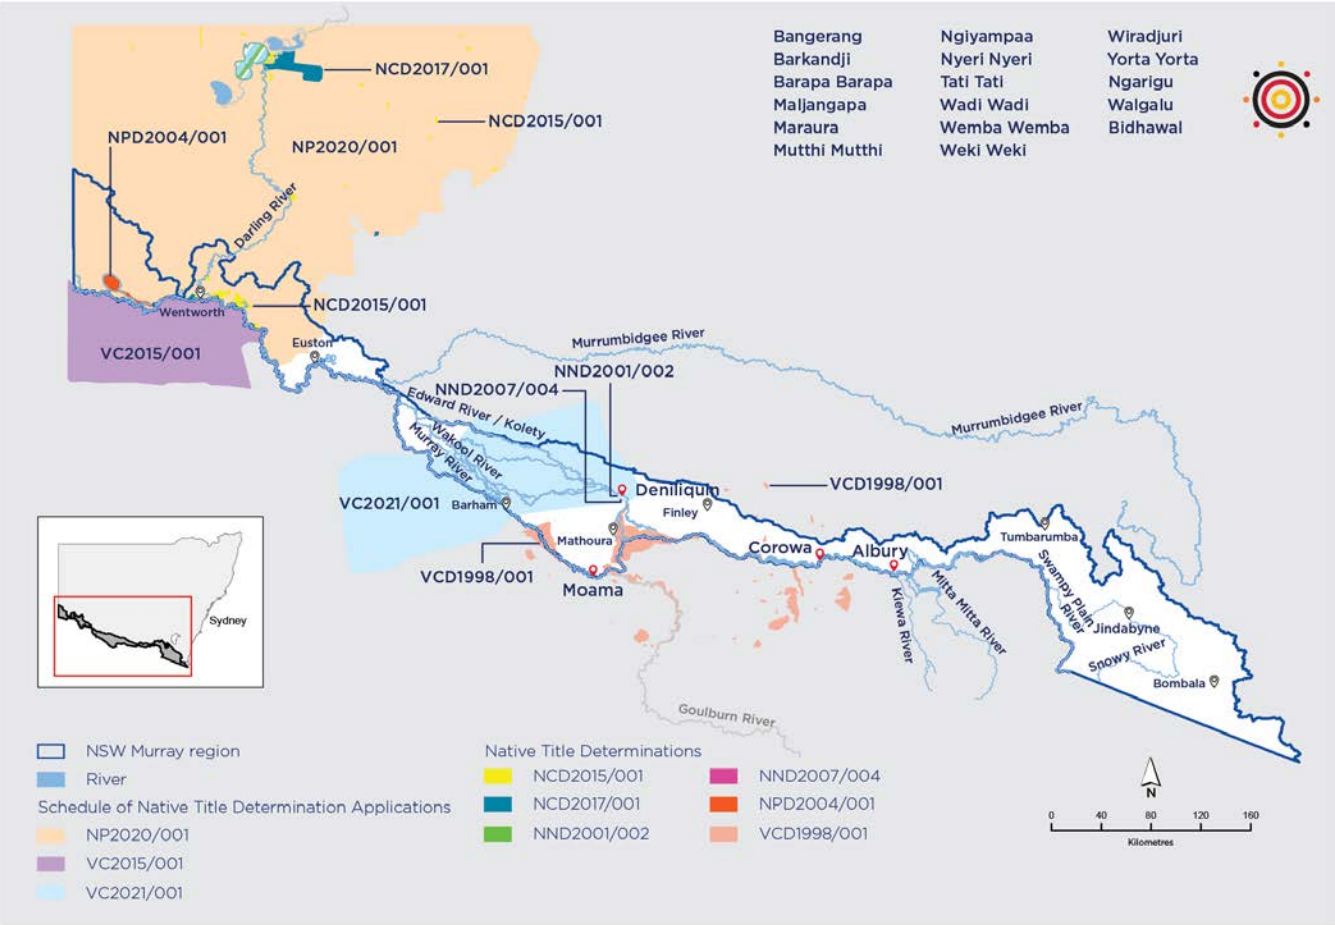 Bangerang
Barkandji
Barapa Barapa
Maljangapa
Maraura
Mutthi Mutthi
Ngiyampaa
Nyeri Nyeri
Tati Tati
Wadi Wadi
Wemba Wemba
Weki Weki
Wiradjuri
Yorta Yorta
Ngarigu
Walgalu
Bidhawal
NCD2017/001
NCD2015/001
NPD2004/001
NP2020/001
Darling River
NCD2015/001
Wentworth
VC2015/001
Euston
Murrumbidgee River
NND2001/002
NND2007/004
Edward River / Kolety
Murrumbidgee River
Wakool River
Murray River
VC2021/001
Barham
Deniliquin
Finley
VCD1998/001
Mathoura
Corowa
Albury
Tumbarumba
VCD1998/001
Moama
Kiewa River
Mitta Mitta River
Swampy Plain
River
Jindabyne
Snowy River
Bombala
Sydney
Goulburn River
NSW Murray region
River
Schedule of Native Title Determination Applications
NP2020/001
VC2015/001
VC2021/001
Native Title Determinations
NCD2015/001
NCD2017/001
NND2001/002
NND2007/004
NPD2004/001
VCD1998/001
N
0 40 80 120 160
Kilometres